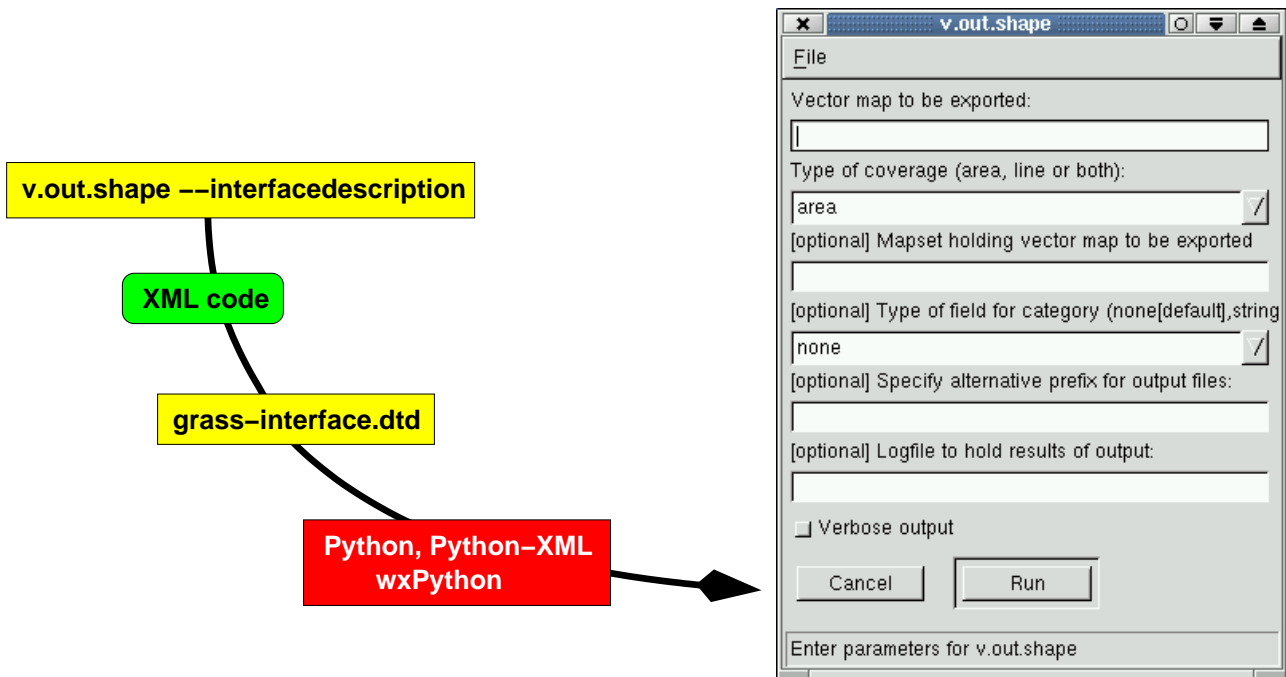 v.out.shape −−interfacedescription
XML code
grass−interface.dtd
Python, Python−XML
wxPython
v.out.shape
File
Vector map to be exported:
Type of coverage (area, line or both):
area
[optional] Mapset holding vector map to be exported
[optional] Type of field for category (none[default],string
none
[optional] Specify alternative prefix for output files:
[optional] Logfile to hold results of output:
Verbose output
Cancel
Run
Enter parameters for v.out.shape